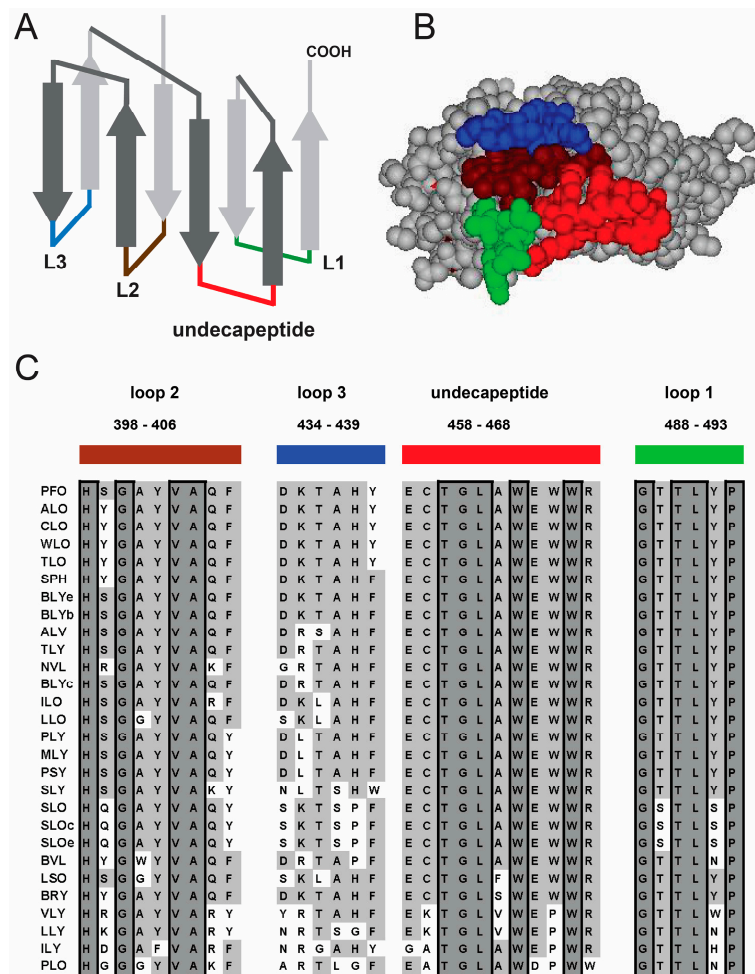 A
B
COOH
L3
L2
L1
undecapeptide
C
loop 2 loop 3 undecapeptide loop 1
398 - 406 434 - 439 458 - 468 488 - 493
PFO H S G A Y V A Q F D K T A H Y E C T G L A W E W W R G T T L Y P
ALO H Y G A Y V A Q F D K T A H Y E C T G L A W E W W R G T T L Y P
CLO H Y G A Y V A Q F D K T A H Y E C T G L A W E W W R G T T L Y P
WLO H Y G A Y V A Q F D K T A H Y E C T G L A W E W W R G T T L Y P
TLO H Y G A Y V A Q F D K T A H Y E C T G L A W E W W R G T T L Y P
SPH H Y G A Y V A Q F D K T A H F E C T G L A W E W W R G T T L Y P
BLYe H S G A Y V A Q F D K T A H F E C T G L A W E W W R G T T L Y P
BLYb H S G A Y V A Q F D K T A H F E C T G L A W E W W R G T T L Y P
ALV H S G A Y V A Q F D R S A H F E C T G L A W E W W R G T T L Y P
TLY H S G A Y V A Q F D R T A H F E C T G L A W E W W R G T T L Y P
NVL H R G A Y V A K F G R T A H F E C T G L A W E W W R G T T L Y P
BLYc H S G A Y V A Q F D R T A H F E C T G L A W E W W R G T T L Y P
ILO H S G A Y V A R F D K L A H F E C T G L A W E W W R G T T L Y P
LLO H S G G Y V A Q F S K L A H F E C T G L A W E W W R G T T L Y P
PLY H S G A Y V A Q Y D L T A H F E C T G L A W E W W R G T T L Y P
MLY H S G A Y V A Q Y D L T A H F E C T G L A W E W W R G T T L Y P
PSY H S G A Y V A Q Y D L T A H F E C T G L A W E W W R G T T L Y P
SLY H S G A Y V A K Y N L T S H W E C T G L A W E W W R G T T L Y P
SLO H Q G A Y V A Q Y S K T S P F E C T G L A W E W W R G S T L S P
SLOc H Q G A Y V A Q Y S K T S P F E C T G L A W E W W R G S T L S P
SLOe H Q G A Y V A Q Y S K T S P F E C T G L A W E W W R G S T L S P
BVL H Y G W Y V A Q F D R T A P F E C T G L A W E W W R G T T L N P
LSO H S G G Y V A Q F S K L A H F E C T G L F W E W W R G T T L Y P
BRY H Y G A Y V A Q F D K T A H F E C T G L S W E W W R G T T L Y P
VLY H R G A Y V A R Y Y R T A H F E K T G L V W E P W R G T T L W P
LLY H K G A Y V A R Y N R T S G F E K T G L V W E P W R G T T L N P
ILY H D G A F V A R F N R G A H Y G A T G L A W E P W R G T T L H P
PLO H G G G Y V A K F A R T L G F E A T G L A W D P W W G T T L N P